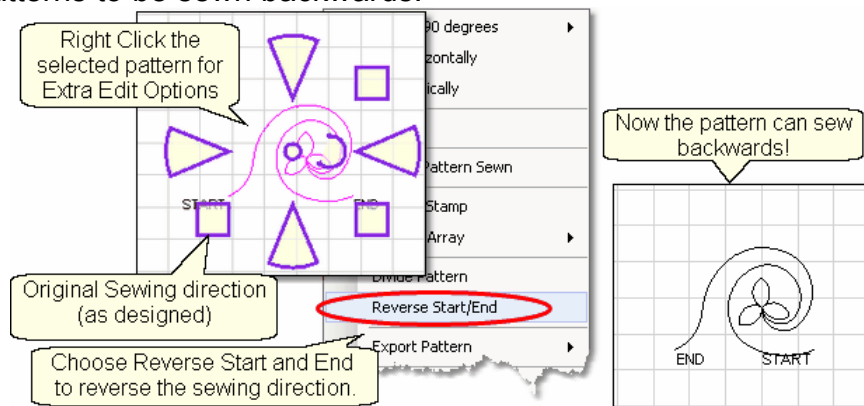 patterns to be sewn backwards.
Right Click the
selected pattern for
Extra Edit Options
START
END
Original Sewing direction
(as designed)
90 degrees
Pattern Sewn
Stamp
Array
Divide Pattern
Reverse Start/End
Export Pattern
Choose Reverse Start and End
to reverse the sewing direction.
Now the pattern can sew
backwards!
END
START